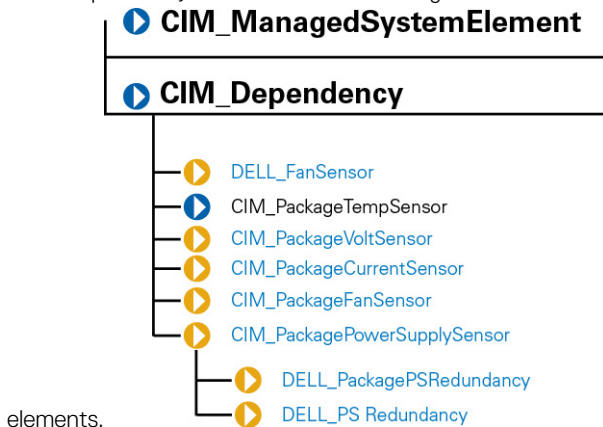 CIM_ManagedSystemElement
CIM_Dependency
DELL_FanSensor
CIM_PackageTempSensor
CIM_PackageVoltSensor
CIM_PackageCurrentSensor
CIM_PackageFanSensor
CIM_PackagePowerSupplySensor
DELL_PackagePSRedundancy
DELL_PS Redundancy
elements.